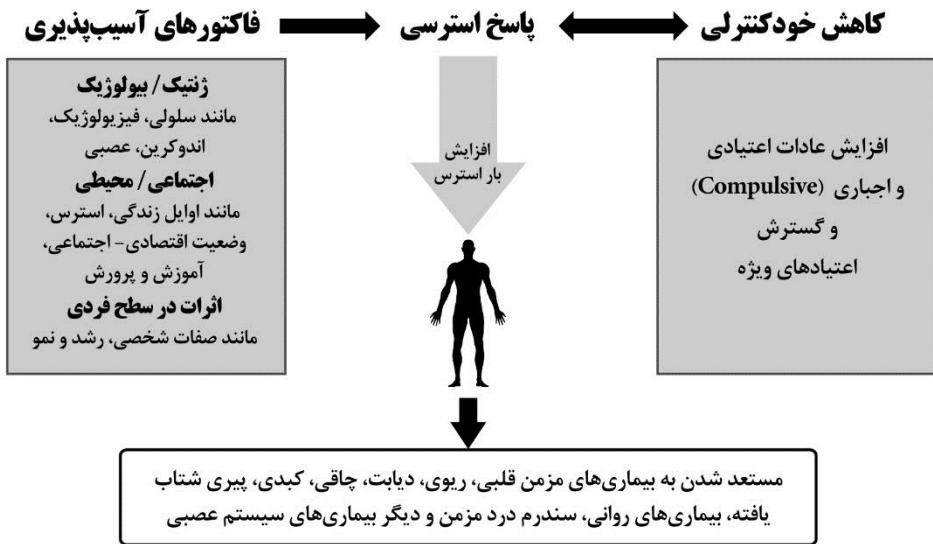 کاهش خودکنترلی
پاسخ استرسی
فاکتورهای آسیب‌پذیری
افزایش عادات اعتیادی
و اجباری (Compulsive)
و گسترش
اعتیادهای ویژه
افزایش
بار استرس
ژنتیک / بیولوژیک
مانند سلولی، فیزیولوژیک،
اندوکرین، عصبی
اجتماعی / محیطی
مانند اوایل زندگی، استرس،
وضعیت اقتصادی- اجتماعی،
آموزش و پرورش
اثرات در سطح فردی
مانند صفات شخصی، رشد و نمو
مستعد شدن به بیماری‌های مزمن قلبی، ریوی، دیابت، چاقی، کبدی، پیری شتاب
یافته، بیماری‌های روانی، سندرم درد مزمن و دیگر بیماری‌های سیستم عصبی